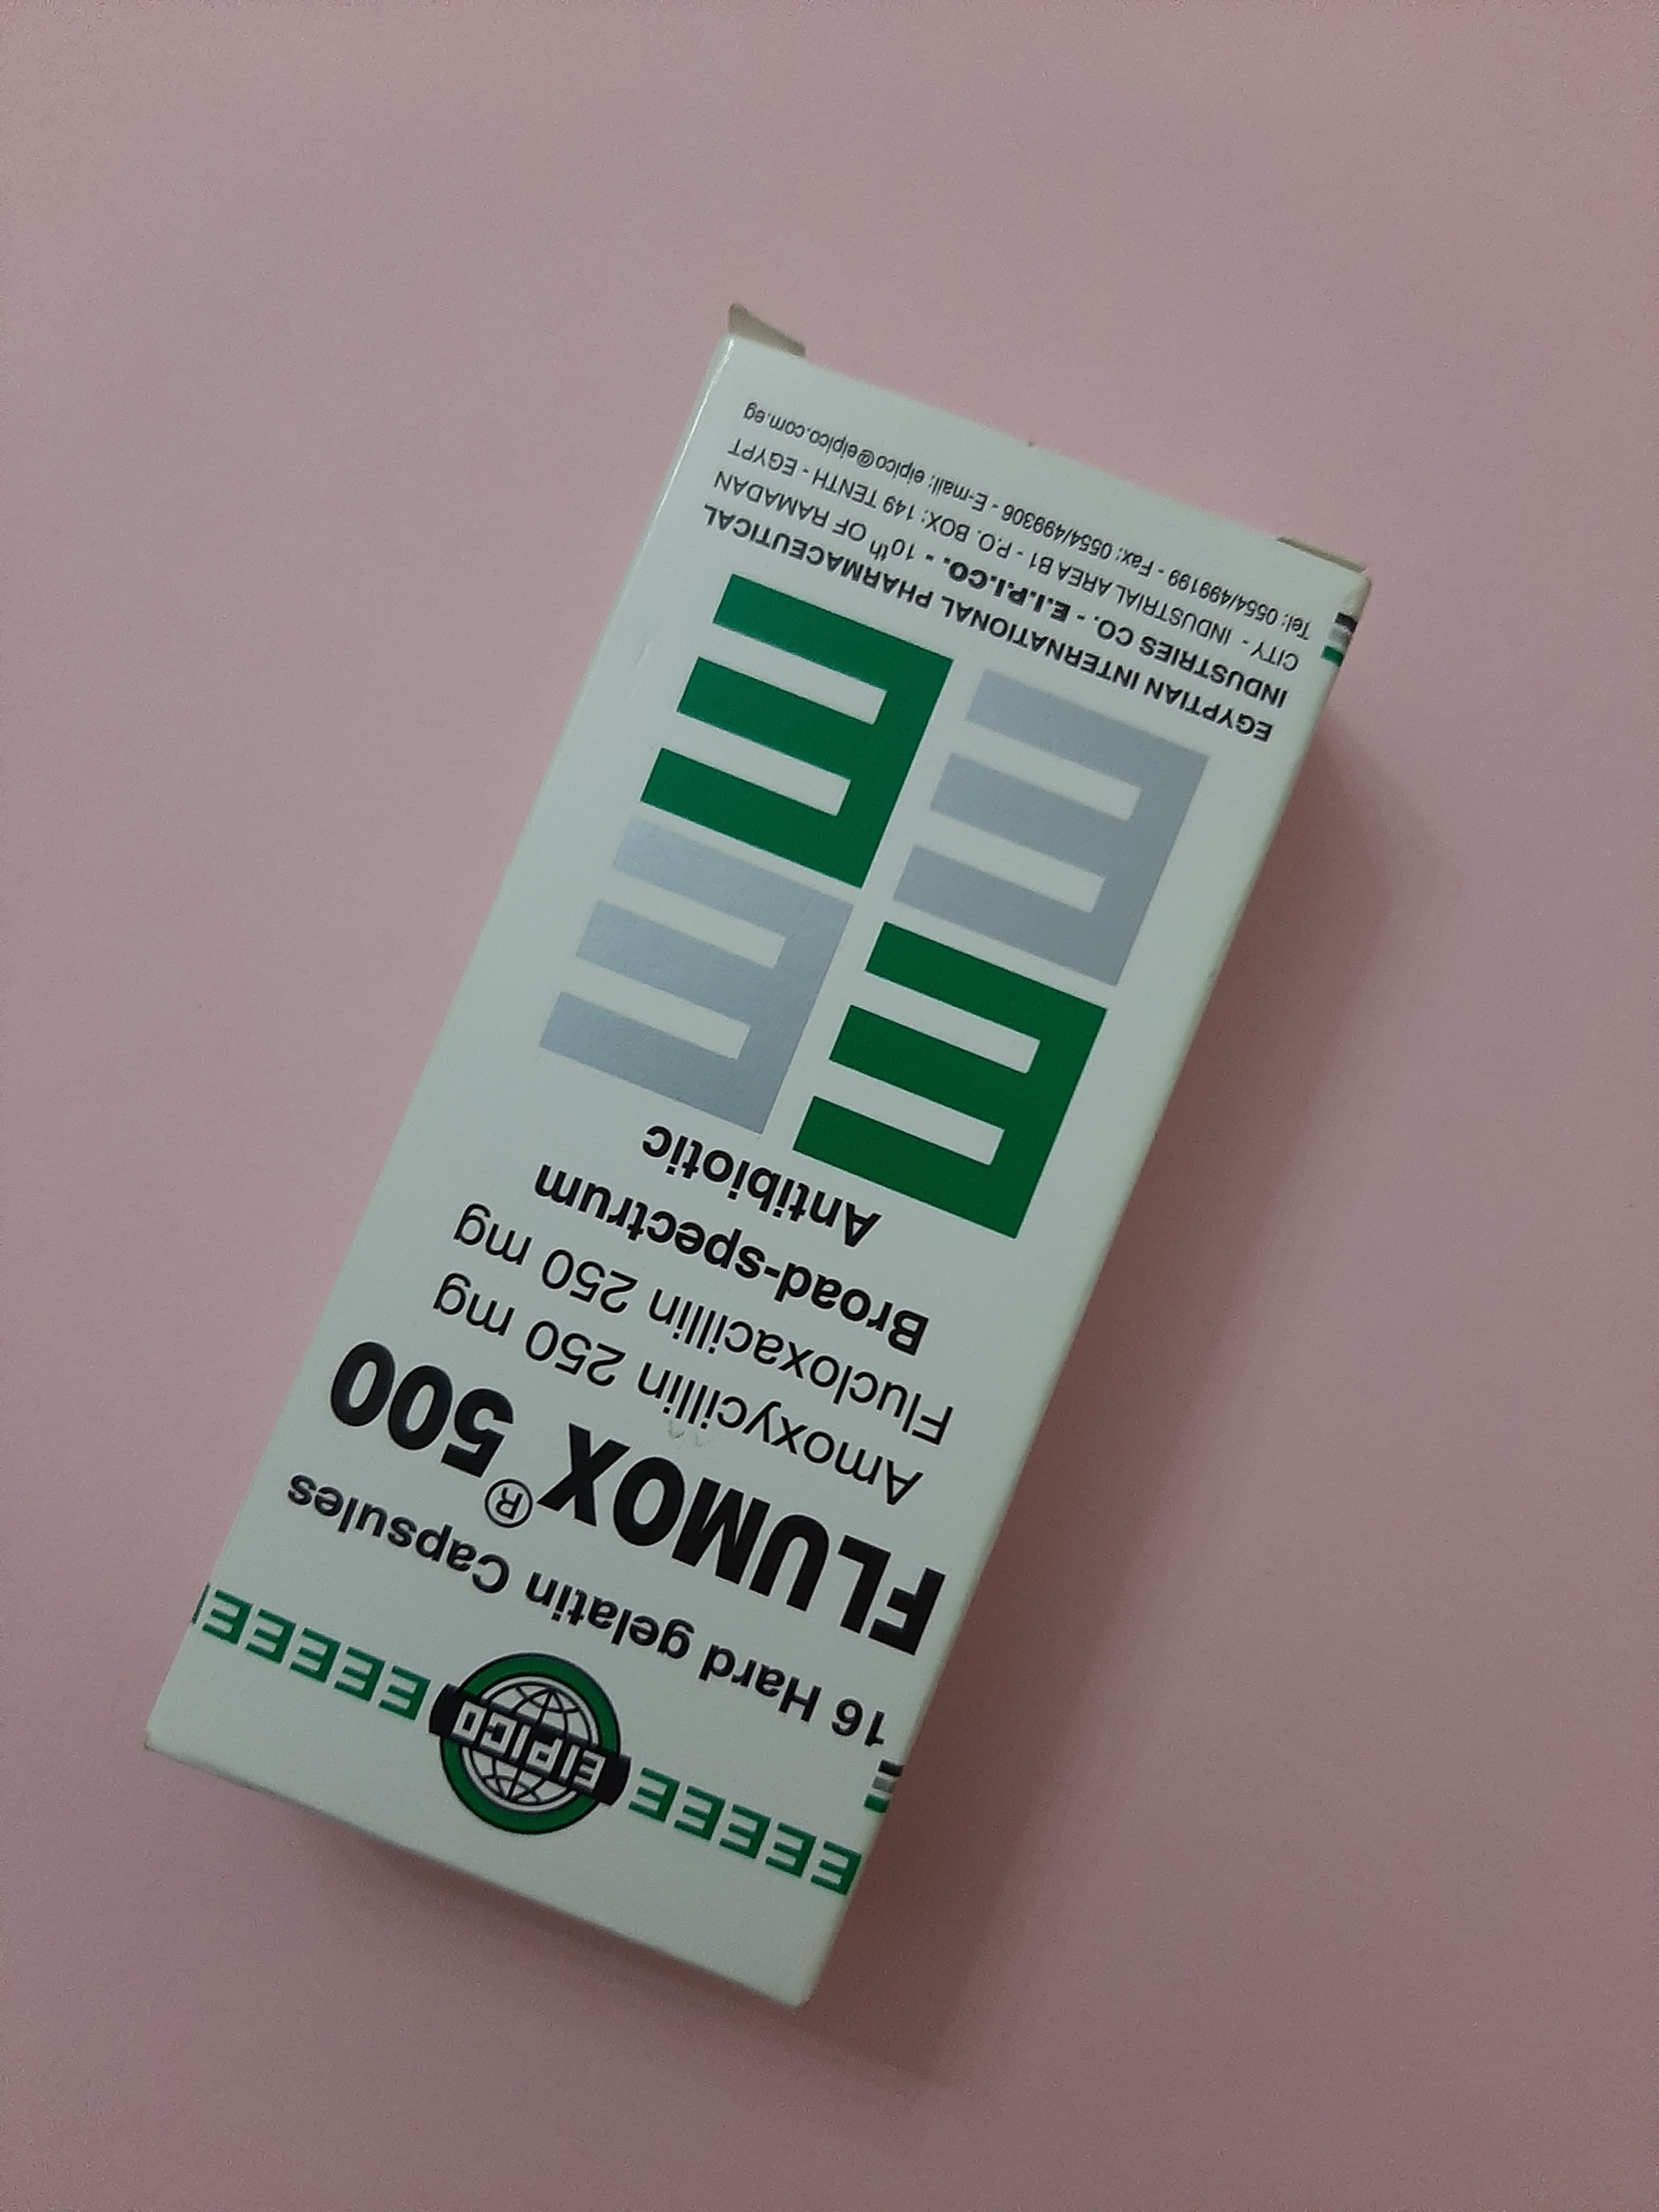 EEEEE EIPICO EEEEE
16 Hard gelatin Capsules
FLUMOX® 500
Amoxycillin 250 mg
Flucloxacillin 250 mg
Broad-spectrum
Antibiotic
EGYPTIAN INTERNATIONAL PHARMACEUTICAL
INDUSTRIES CO. - E.I.P.I.CO. - 10th OF RAMADAN
CITY - INDUSTRIAL AREA B1 - P.O. BOX: 149 TENTH - EGYPT
Tel: 0554/499199 - Fax: 0554/499306 - E-mail: eipico@eipico.com.eg